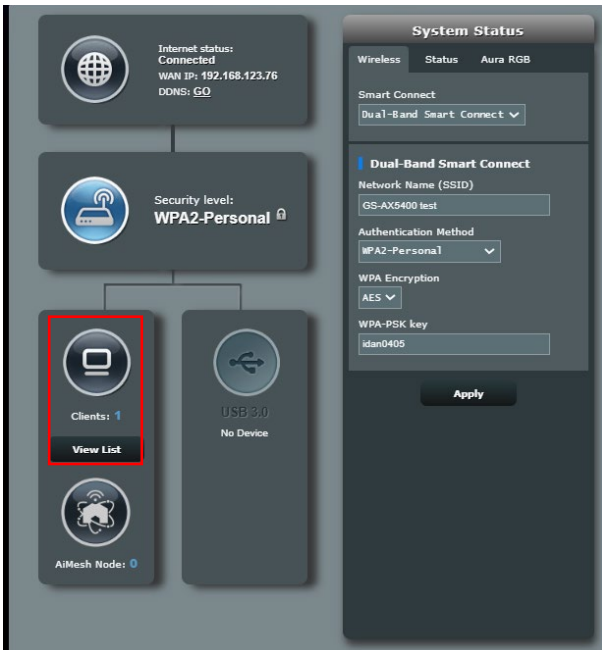 Internet status:
Connected
WAN IP: 192.168.123.76
DDNS: GO
Security level:
WPA2-Personal
Clients: 1
View List
AiMesh Node: 0
USB 3.0
No Device
System Status
Wireless Status Aura RGB
Smart Connect
Dual-Band Smart Connect
Dual-Band Smart Connect
Network Name (SSID)
GS-AX5400 test
Authentication Method
WPA2-Personal
WPA Encryption
AES
WPA-PSK key
idan0405
Apply